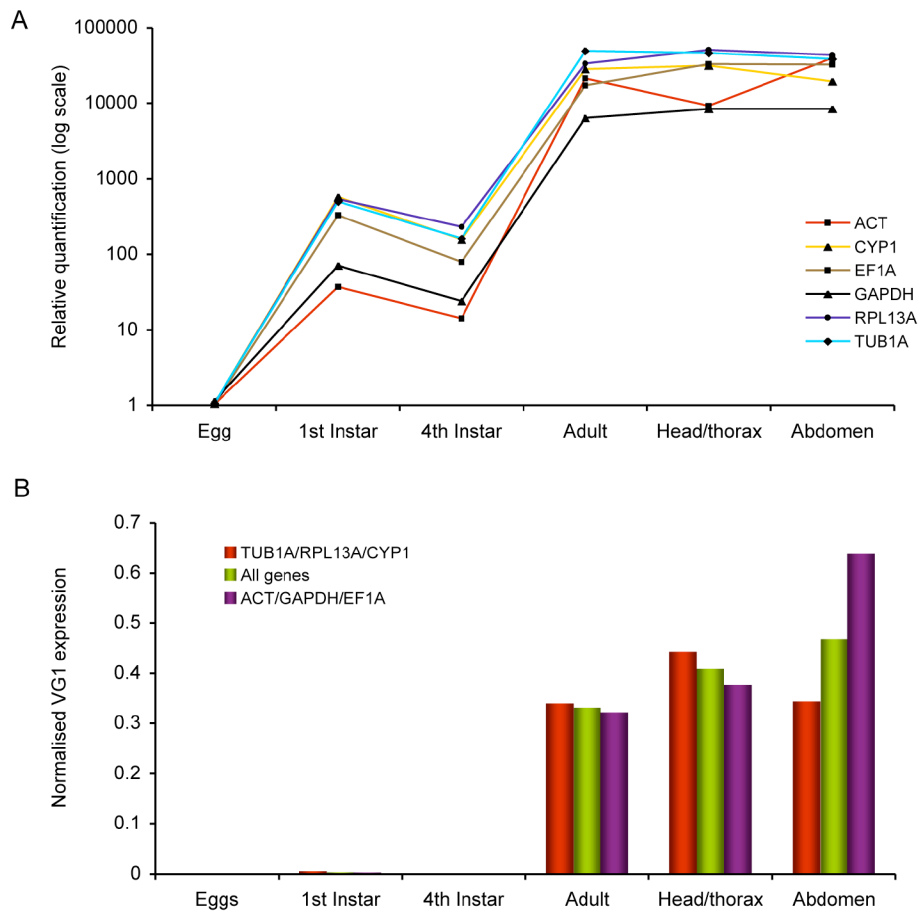 A
Relative quantification (log scale)
100000
10000
1000
100
10
1
ACT
CYP1
EF1A
GAPDH
RPL13A
TUB1A
Egg 1st Instar 4th Instar Adult Head/thorax Abdomen
B
Normalised VG1 expression
0.7
0.6
0.5
0.4
0.3
0.2
0.1
0
TUB1A/RPL13A/CYP1
All genes
ACT/GAPDH/EF1A
Eggs 1st Instar 4th Instar Adult Head/thorax Abdomen